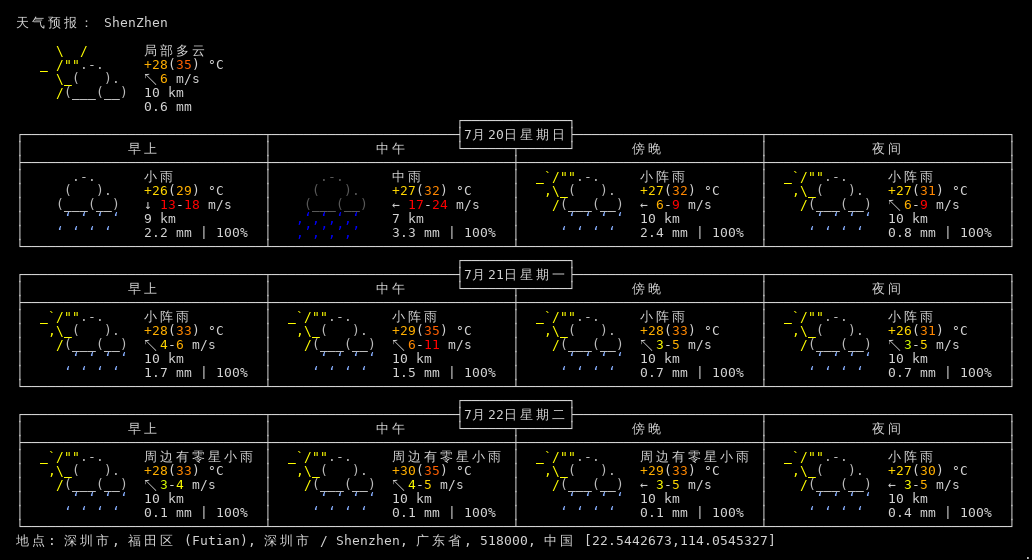 天气预报： ShenZhen
局部多云
+28(35) °C
↖ 6 m/s
10 km
0.6 mm
7月20日星期日
早上 中午 傍晚 夜间
小雨 中雨 小阵雨 小阵雨
+26(29) °C +27(32) °C +27(32) °C +27(31) °C
↓ 13-18 m/s ← 17-24 m/s ← 6-9 m/s ↖ 6-9 m/s
9 km 7 km 10 km 10 km
2.2 mm | 100% 3.3 mm | 100% 2.4 mm | 100% 0.8 mm | 100%
7月21日星期一
早上 中午 傍晚 夜间
小阵雨 小阵雨 小阵雨 小阵雨
+28(33) °C +29(35) °C +28(33) °C +26(31) °C
↖ 4-6 m/s ↖ 6-11 m/s ↖ 3-5 m/s ↖ 3-5 m/s
10 km 10 km 10 km 10 km
1.7 mm | 100% 1.5 mm | 100% 0.7 mm | 100% 0.7 mm | 100%
7月22日星期二
早上 中午 傍晚 夜间
周边有零星小雨 周边有零星小雨 周边有零星小雨 小阵雨
+28(33) °C +30(35) °C +29(33) °C +27(30) °C
↖ 3-4 m/s ↖ 4-5 m/s ← 3-5 m/s ← 3-5 m/s
10 km 10 km 10 km 10 km
0.1 mm | 100% 0.1 mm | 100% 0.1 mm | 100% 0.4 mm | 100%
地点: 深圳市, 福田区 (Futian), 深圳市 / Shenzhen, 广东省, 518000, 中国 [22.5442673,114.0545327]